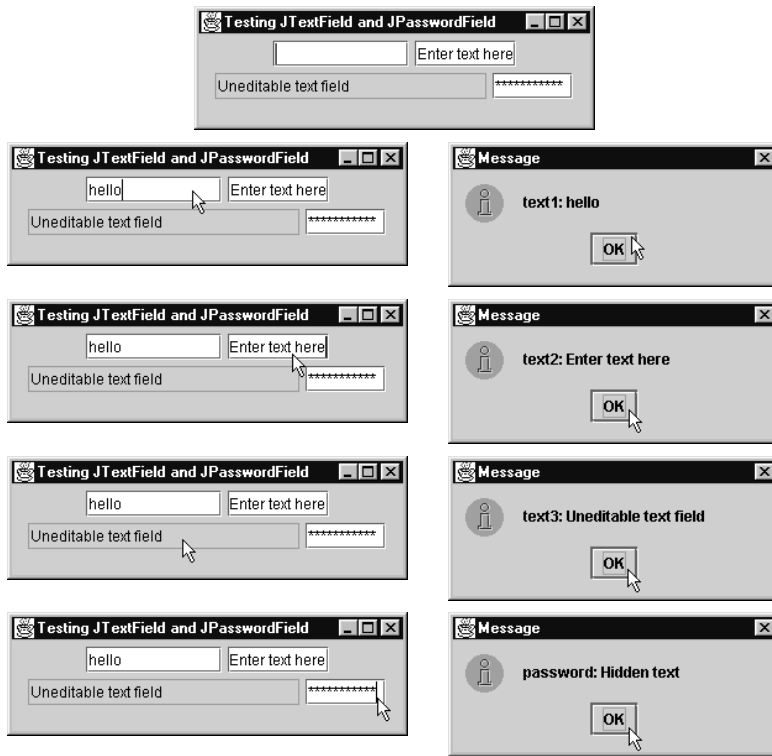 Testing JTextField and JPasswordField
Enter text here
Uneditable text field ***********
Testing JTextField and JPasswordField
hello Enter text here
Uneditable text field ***********
Message
text1: hello
OK
Testing JTextField and JPasswordField
hello Enter text here
Uneditable text field ***********
Message
text2: Enter text here
OK
Testing JTextField and JPasswordField
hello Enter text here
Uneditable text field ***********
Message
text3: Uneditable text field
OK
Testing JTextField and JPasswordField
hello Enter text here
Uneditable text field ***********
Message
password: Hidden text
OK